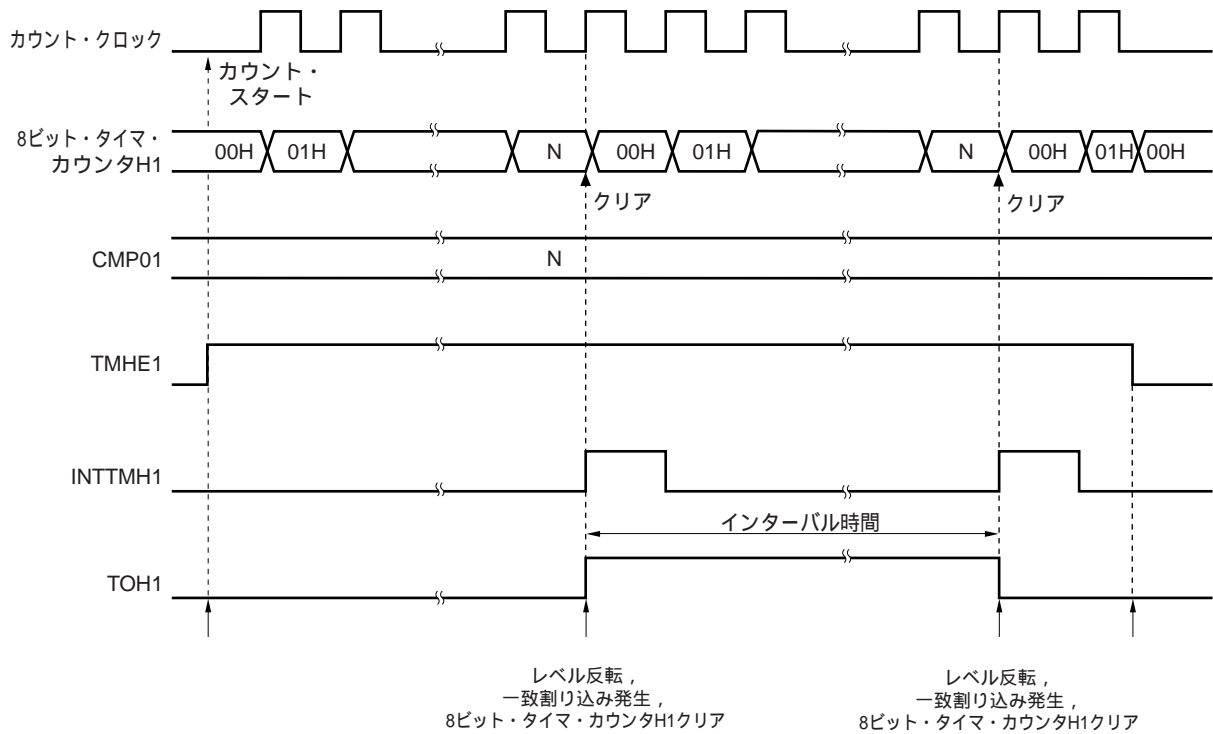 カウント・クロック
カウント・
スタート
8ビット・タイマ・
カウンタH1
00H 01H N 00H 01H N 00H 01H 00H
クリア クリア
CMP01 N
TMHE1
INTTMH1
インターバル時間
TOH1
レベル反転，
一致割り込み発生，
8ビット・タイマ・カウンタH1クリア
レベル反転，
一致割り込み発生，
8ビット・タイマ・カウンタH1クリア